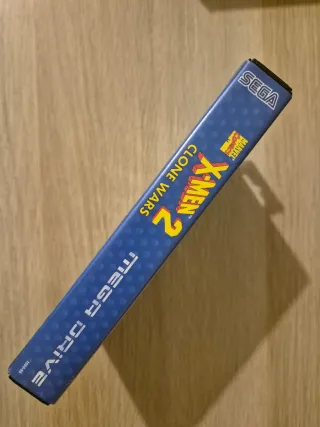 SEGA
MARVEL COMICS
X-MEN 2
CLONE WARS
MEGA DRIVE